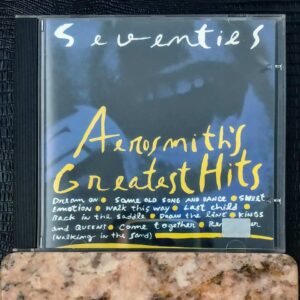 Seventies
Aerosmith's
Greatest Hits
Dream on • Same old song and dance • Sweet
emotion • Walk this way • Last child •
Back in the saddle • Draw the line • Kings
and Queens • Come together •
(walking in the sand)